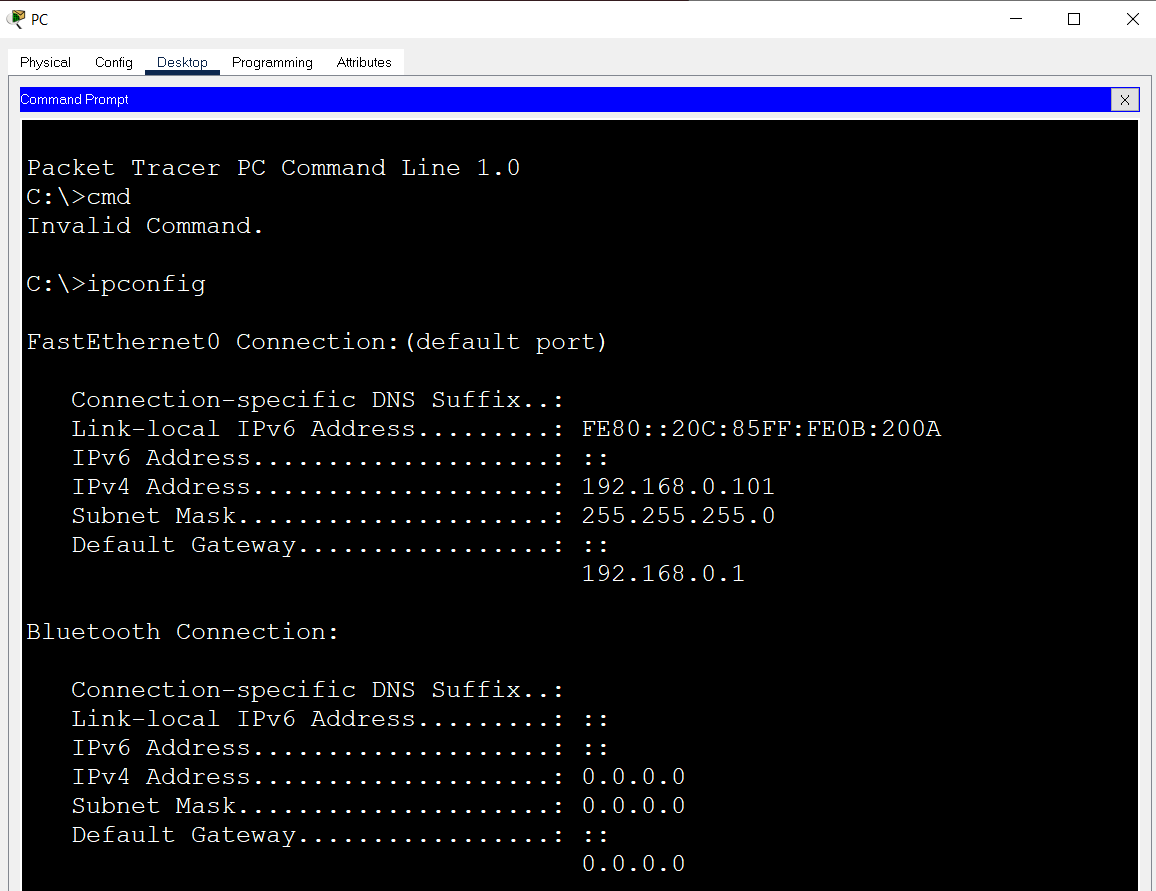 PC
Physical Config Desktop Programming Attributes
Command Prompt X
Packet Tracer PC Command Line 1.0
C:\>cmd
Invalid Command.
C:\>ipconfig
FastEthernet0 Connection:(default port)
Connection-specific DNS Suffix..:
Link-local IPv6 Address.........: FE80::20C:85FF:FE0B:200A
IPv6 Address....................: ::
IPv4 Address....................: 192.168.0.101
Subnet Mask.....................: 255.255.255.0
Default Gateway.................: ::
192.168.0.1
Bluetooth Connection:
Connection-specific DNS Suffix..:
Link-local IPv6 Address.........: ::
IPv6 Address....................: ::
IPv4 Address....................: 0.0.0.0
Subnet Mask.....................: 0.0.0.0
Default Gateway.................: ::
0.0.0.0